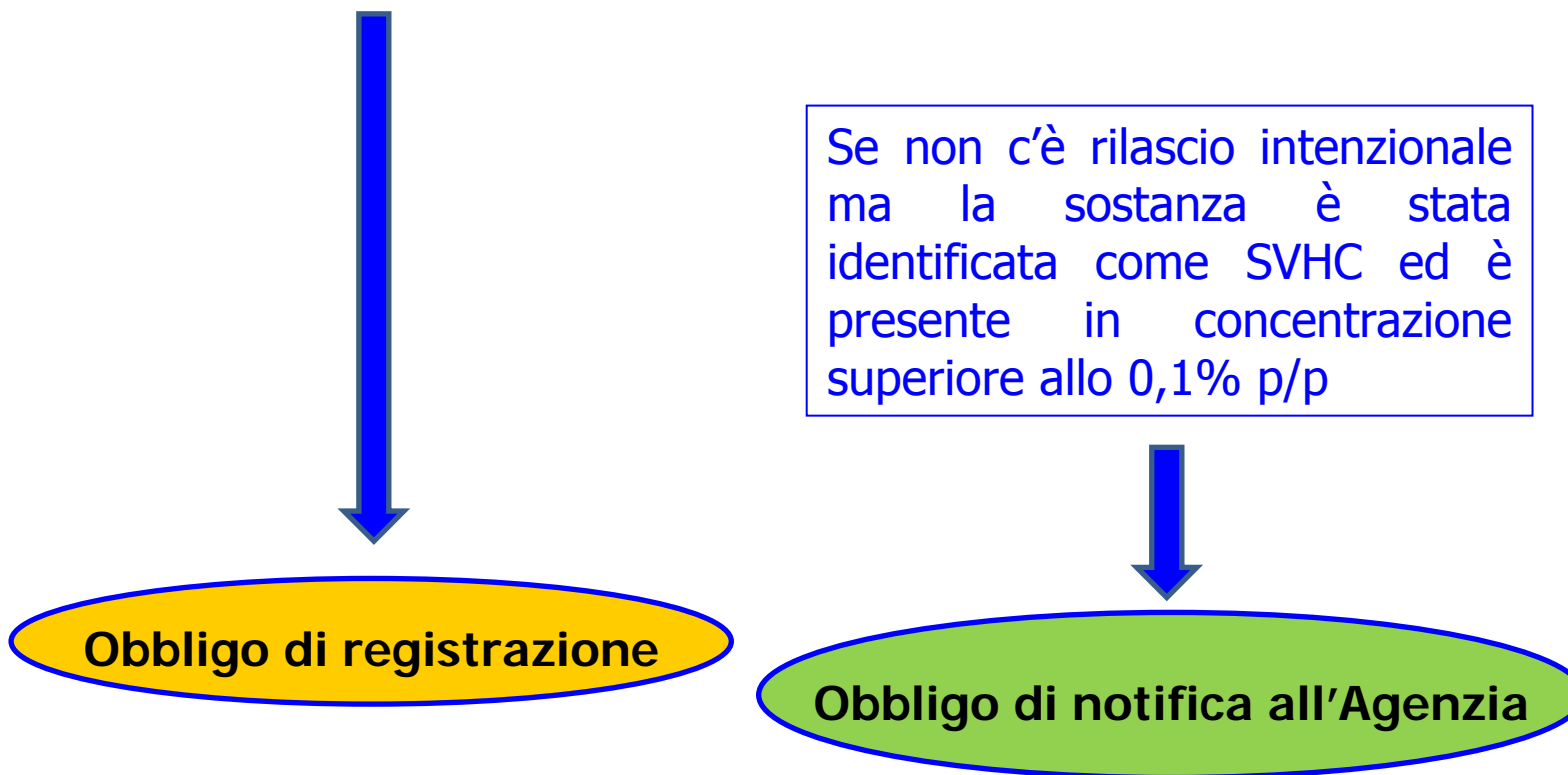 Se non c’è rilascio intenzionale
ma la sostanza è stata
identificata come SVHC ed è
presente in concentrazione
superiore allo 0,1% p/p
Obbligo di registrazione
Obbligo di notifica all’Agenzia